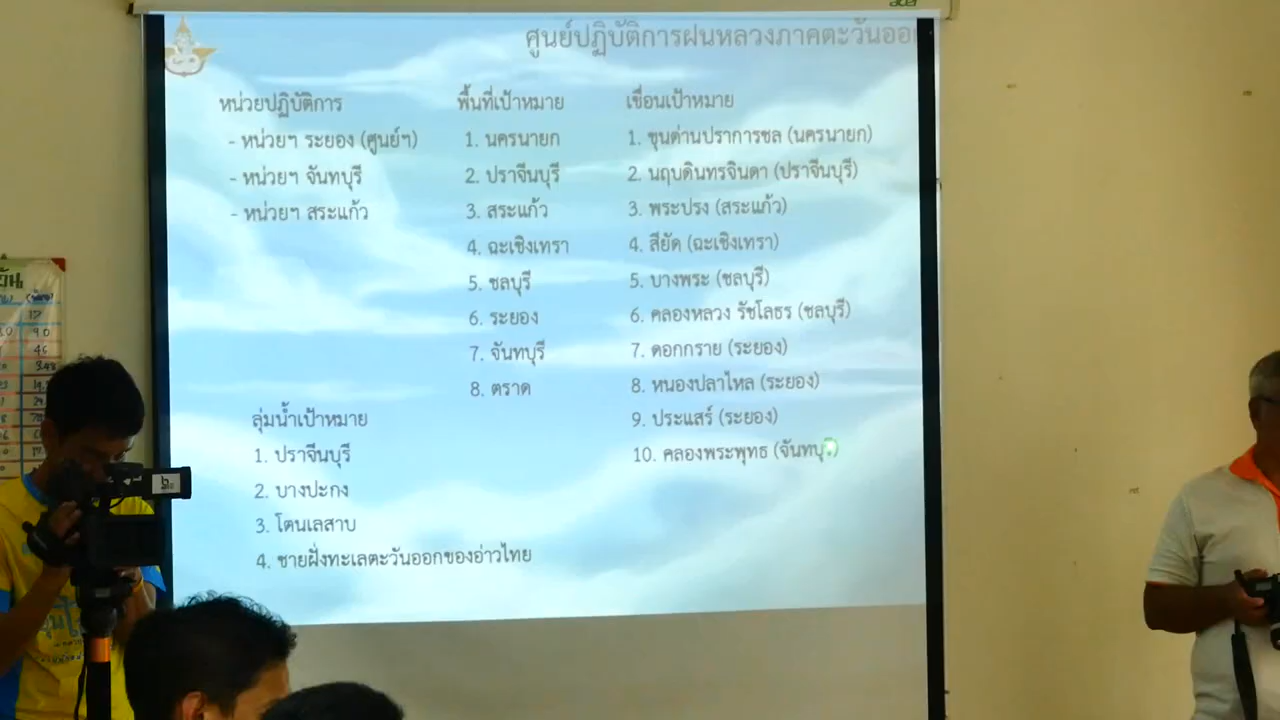 acer
ศูนย์ปฏิบัติการฝนหลวงภาคตะวันออ
หน่วยปฏิบัติการ
- หน่วยฯ ระยอง (ศูนย์ฯ)
- หน่วยฯ จันทบุรี
- หน่วยฯ สระแก้ว
พื้นที่เป้าหมาย
1. นครนายก
2. ปราจีนบุรี
3. สระแก้ว
4. ฉะเชิงเทรา
5. ชลบุรี
6. ระยอง
7. จันทบุรี
8. ตราด
เขื่อนเป้าหมาย
1. ขุนด่านปราการชล (นครนายก)
2. นฤบดินทรจินดา (ปราจีนบุรี)
3. พระปรง (สระแก้ว)
4. สียัด (ฉะเชิงเทรา)
5. บางพระ (ชลบุรี)
6. คลองหลวง รัชโลธร (ชลบุรี)
7. ดอกกราย (ระยอง)
8. หนองปลาไหล (ระยอง)
9. ประแสร์ (ระยอง)
10. คลองพระพุทธ (จันทบุรี)
ลุ่มน้ำเป้าหมาย
1. ปราจีนบุรี
2. บางปะกง
3. โตนเลสาบ
4. ชายฝั่งทะเลตะวันออกของอ่าวไทย
17
90
46